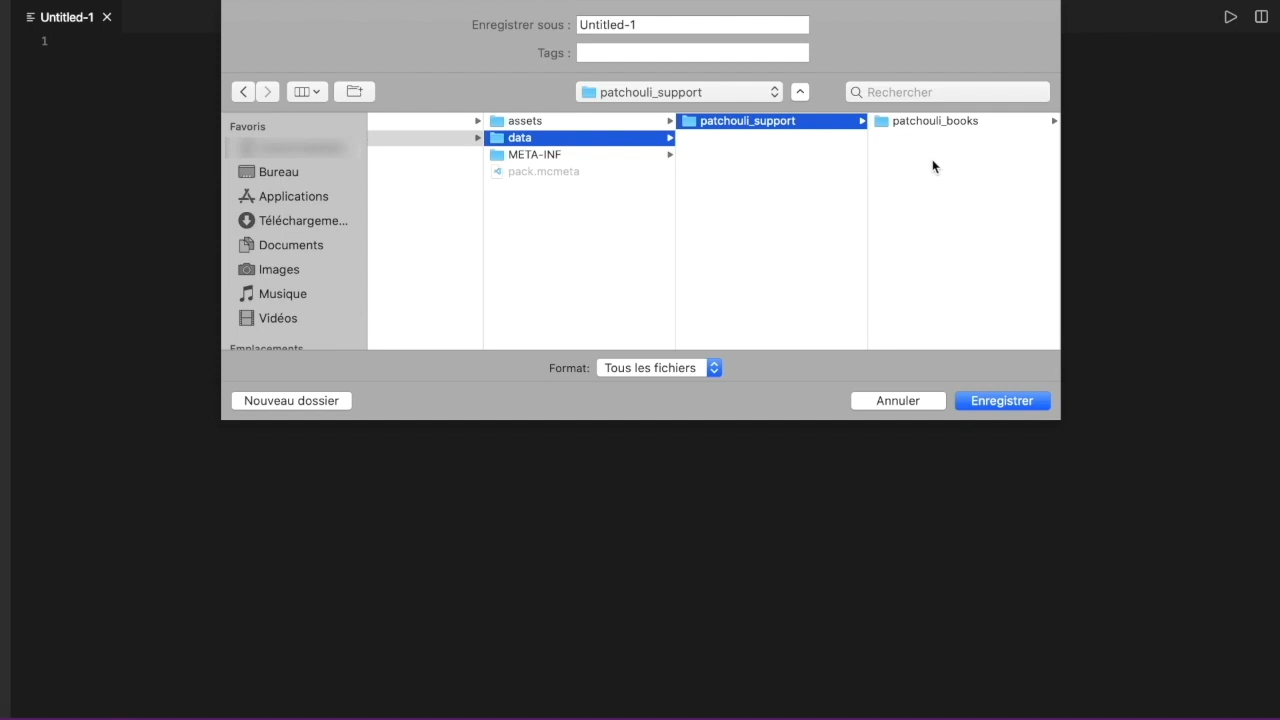 Untitled-1
1
Enregistrer sous : Untitled-1
Tags :
patchouli_support
Rechercher
Favoris
Bureau
Applications
Téléchargeme...
Documents
Images
Musique
Vidéos
Emplacements
assets
data
META-INF
pack.mcmeta
patchouli_support
patchouli_books
Format: Tous les fichiers
Nouveau dossier
Annuler
Enregistrer